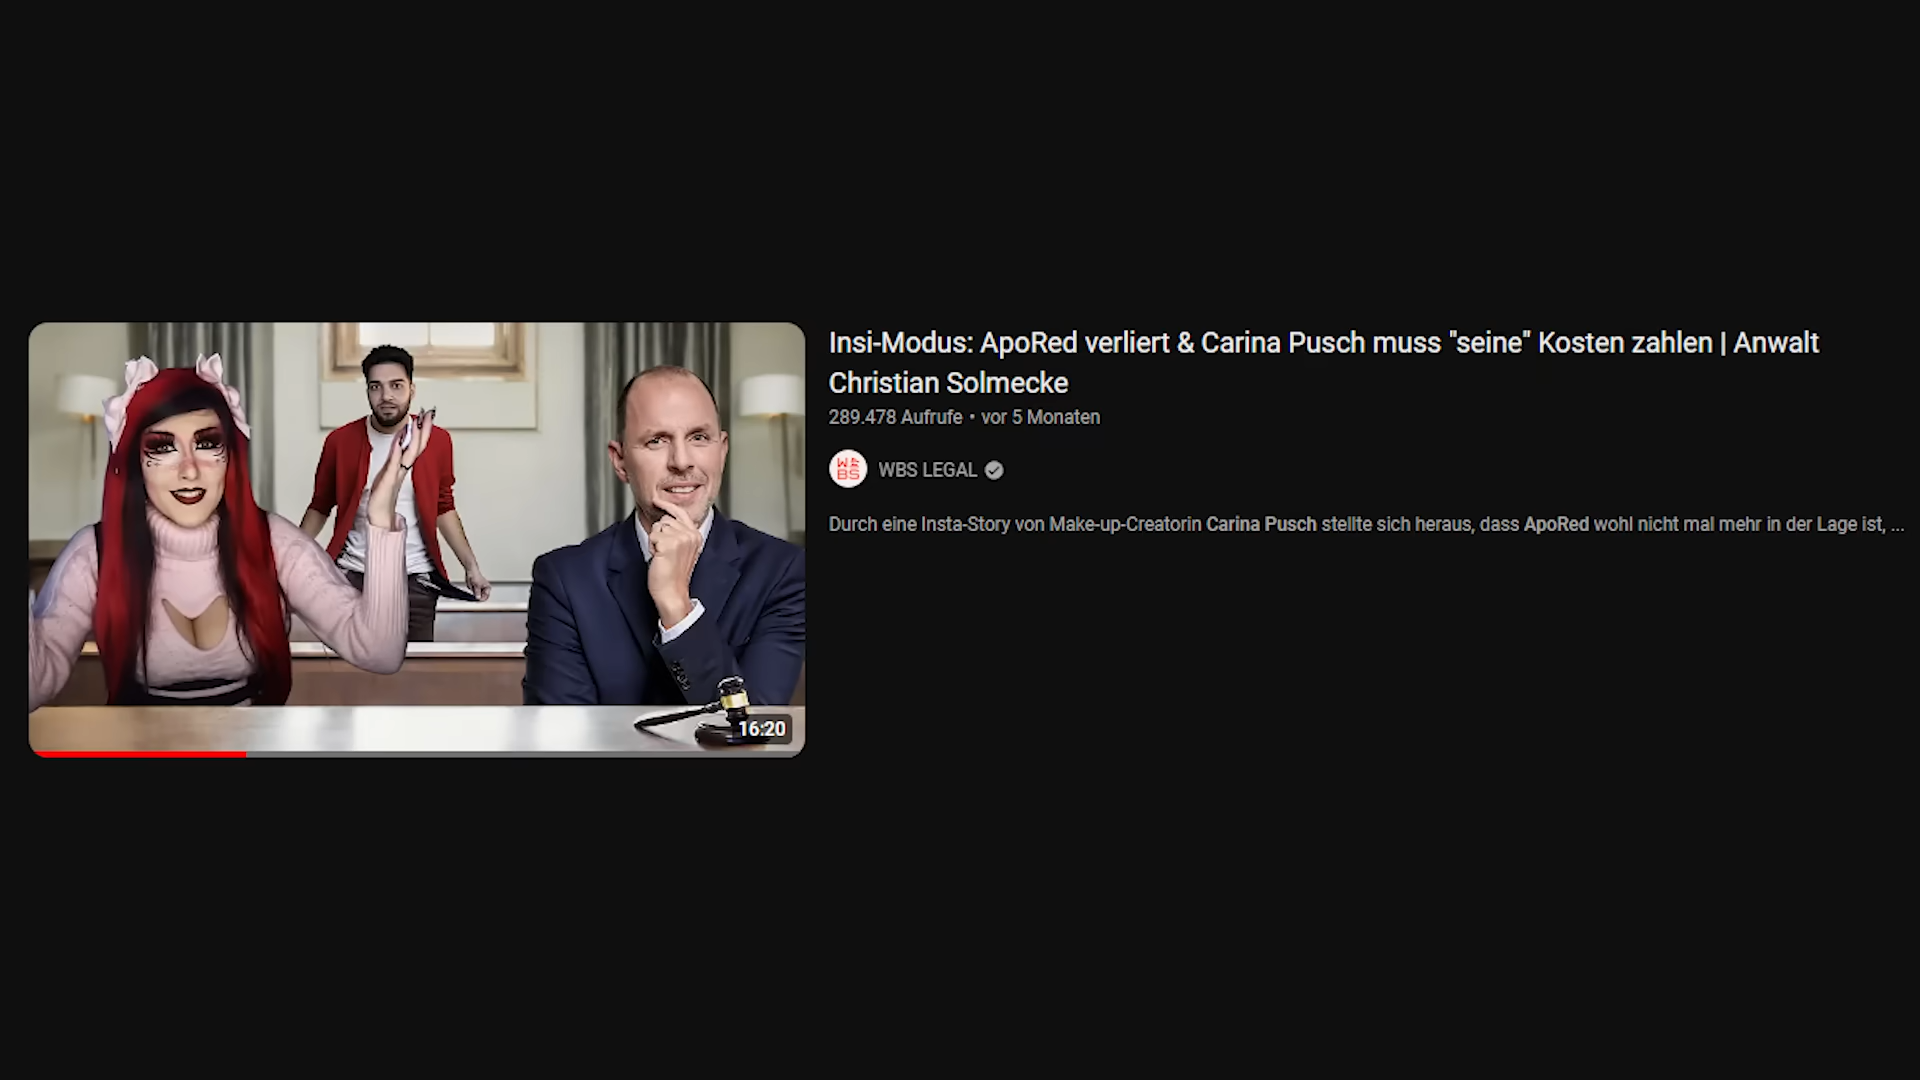 Insi-Modus: ApoRed verliert & Carina Pusch muss "seine" Kosten zahlen | Anwalt
Christian Solmecke
289.478 Aufrufe • vor 5 Monaten
WBS
WBS LEGAL
Durch eine Insta-Story von Make-up-Creatorin Carina Pusch stellte sich heraus, dass ApoRed wohl nicht mal mehr in der Lage ist, ...
16:20